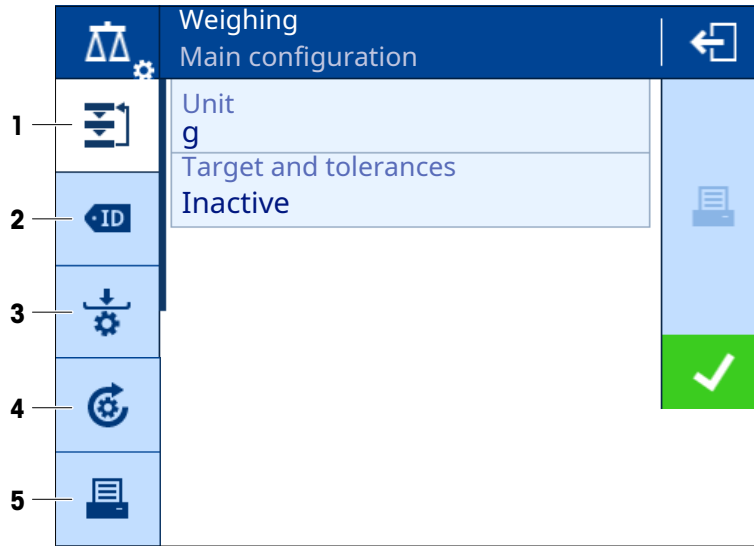 Weighing
Main configuration
1
Unit
g
Target and tolerances
Inactive
2
ID
3
4
5